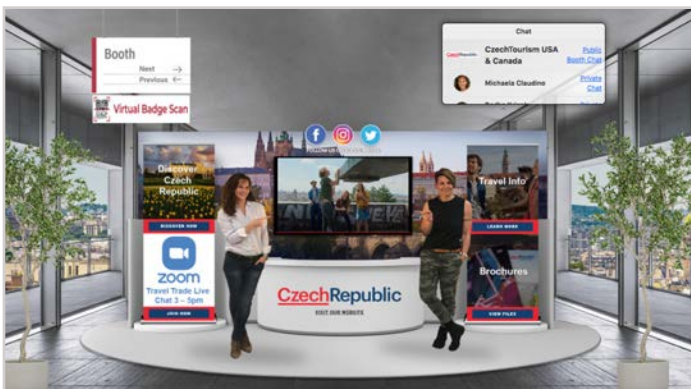 Booth
Next →
Previous ←
Virtual Badge Scan
Chat
CzechRepublic
CzechTourism USA
& Canada
Public
Booth Chat
Michaela Claudino
Private
Chat
Discover
Czech
Republic
DISCOVER NOW
zoom
Travel Trade Live
Chat 3 – 5pm
JOIN NOW
Travel Info
LEARN MORE
Brochures
VIEW FILES
CzechRepublic
VISIT OUR WEBSITE